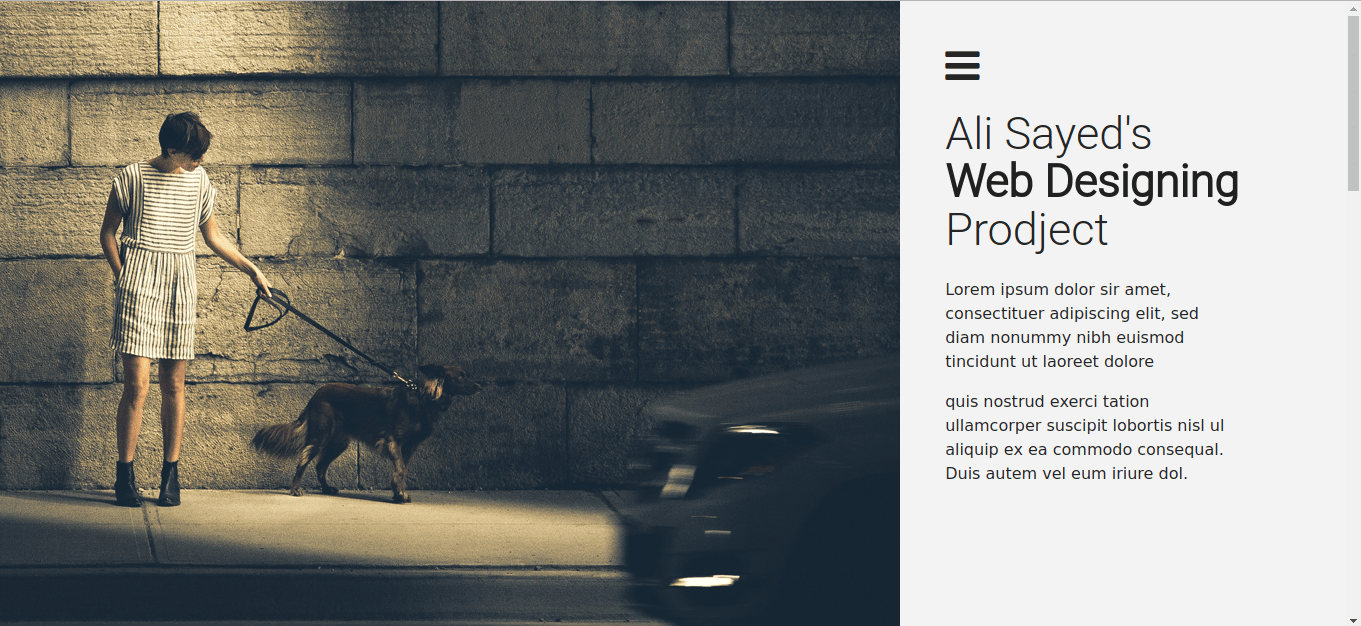 Ali Sayed's
Web Designing
Prodject
Lorem ipsum dolor sir amet,
consectituer adipiscing elit, sed
diam nonummy nibh euismod
tincidunt ut laoreet dolore
quis nostrud exerci tation
ullamcorper suscipit lobortis nisl ut
aliquip ex ea commodo consequal.
Duis autem vel eum iriure dol.